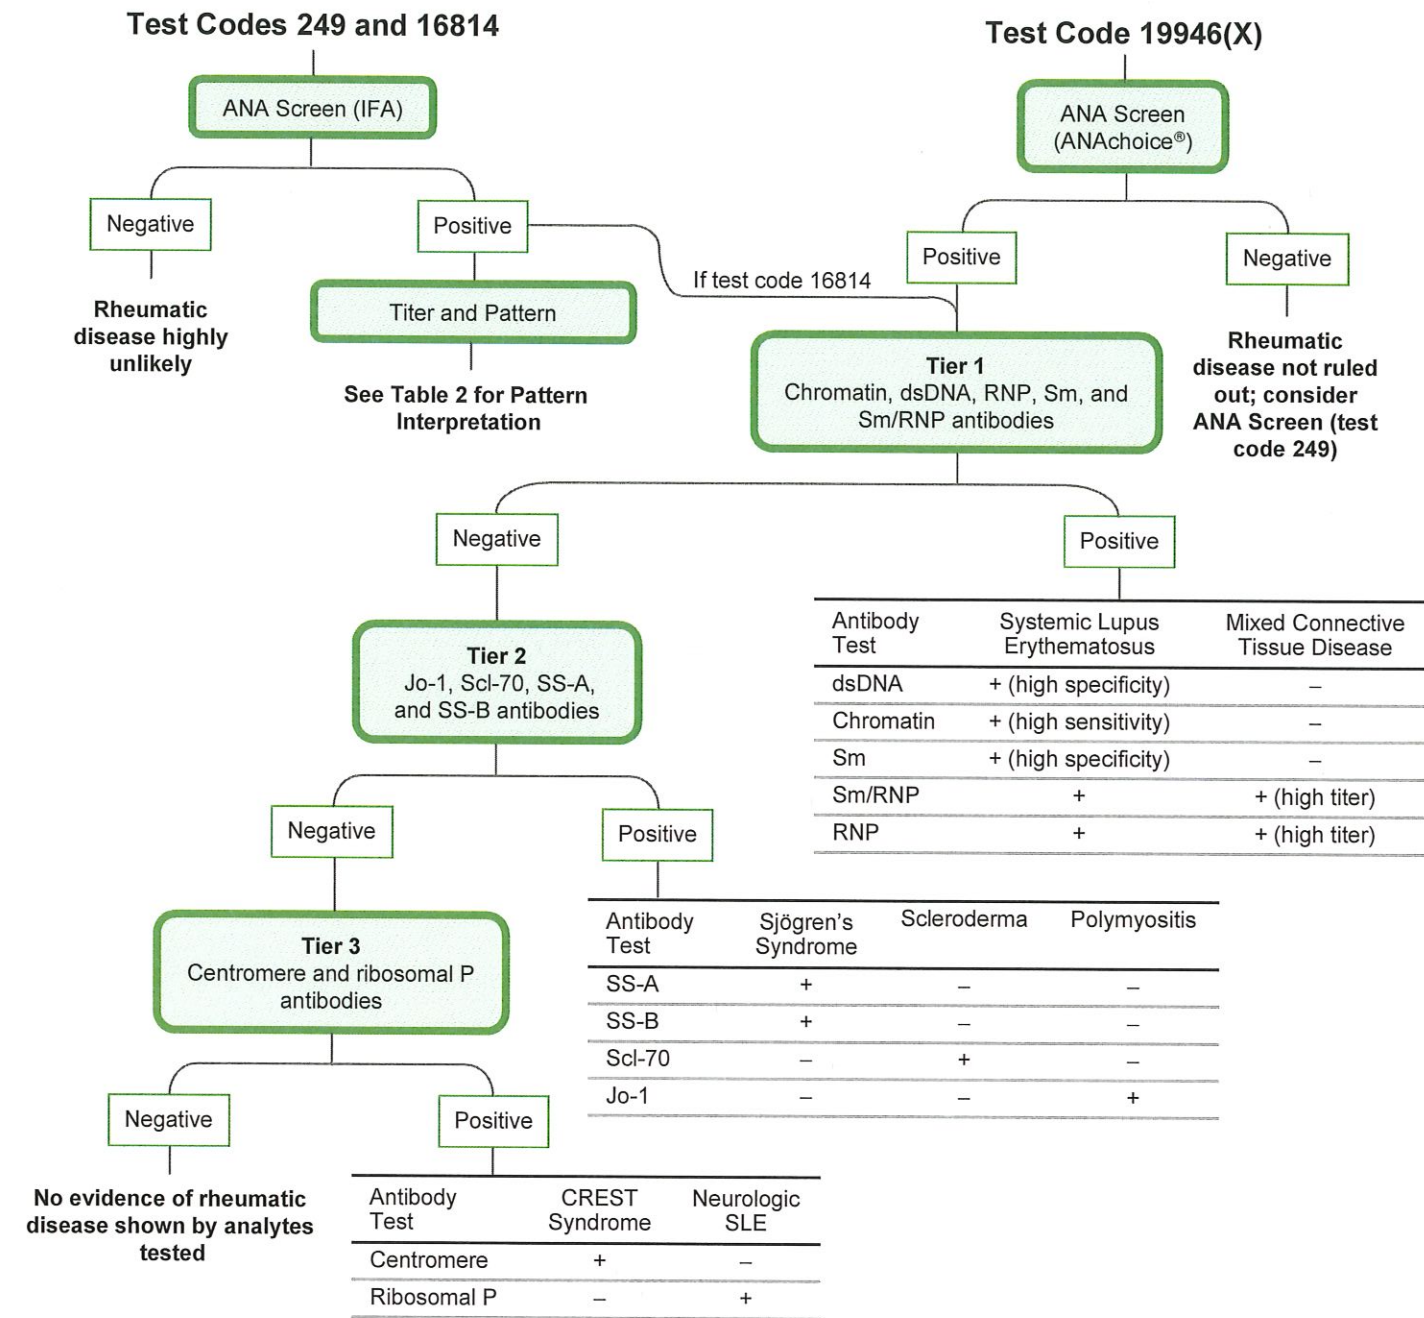 Test Codes 249 and 16814
ANA Screen (IFA)
Negative
Rheumatic
disease highly
unlikely
Positive
Titer and Pattern
See Table 2 for Pattern
Interpretation
If test code 16814
Test Code 19946(X)
ANA Screen
(ANAchoice®)
Positive
Negative
Rheumatic
disease not ruled
out; consider
ANA Screen (test
code 249)
Tier 1
Chromatin, dsDNA, RNP, Sm, and
Sm/RNP antibodies
Negative
Positive
Antibody Test	Systemic Lupus Erythematosus	Mixed Connective Tissue Disease
dsDNA	+ (high specificity)	–
Chromatin	+ (high sensitivity)	–
Sm	+ (high specificity)	–
Sm/RNP	+	+ (high titer)
RNP	+	+ (high titer)
Tier 2
Jo-1, Scl-70, SS-A,
and SS-B antibodies
Negative
Positive
Antibody Test	Sjögren's Syndrome	Scleroderma	Polymyositis
SS-A	+	–	–
SS-B	+	–	–
Scl-70	–	+	–
Jo-1	–	–	+
Tier 3
Centromere and ribosomal P
antibodies
Negative
No evidence of rheumatic
disease shown by analytes
tested
Positive
Antibody Test	CREST Syndrome	Neurologic SLE
Centromere	+	–
Ribosomal P	–	+